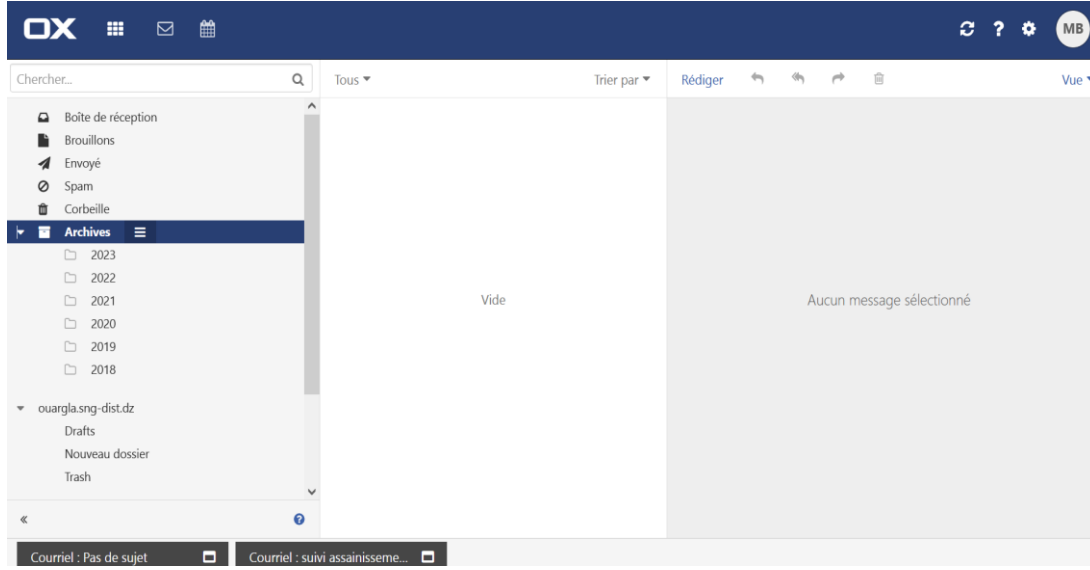 OX
MB
Chercher...
Tous
Trier par
Rédiger
Vue
Boîte de réception
Brouillons
Envoyé
Spam
Corbeille
Archives
2023
2022
2021
2020
2019
2018
Vide
Aucun message sélectionné
ouargla.sng-dist.dz
Drafts
Nouveau dossier
Trash
Courriel : Pas de sujet
Courriel : suivi assainisseme...